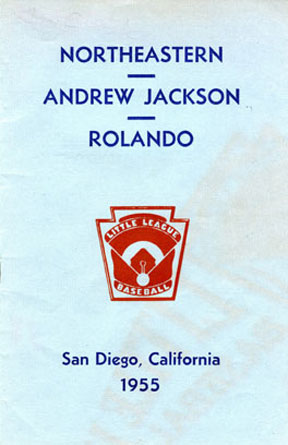 NORTHEASTERN
ANDREW JACKSON
ROLANDO
LITTLE LEAGUE
BASEBALL
San Diego, California
1955